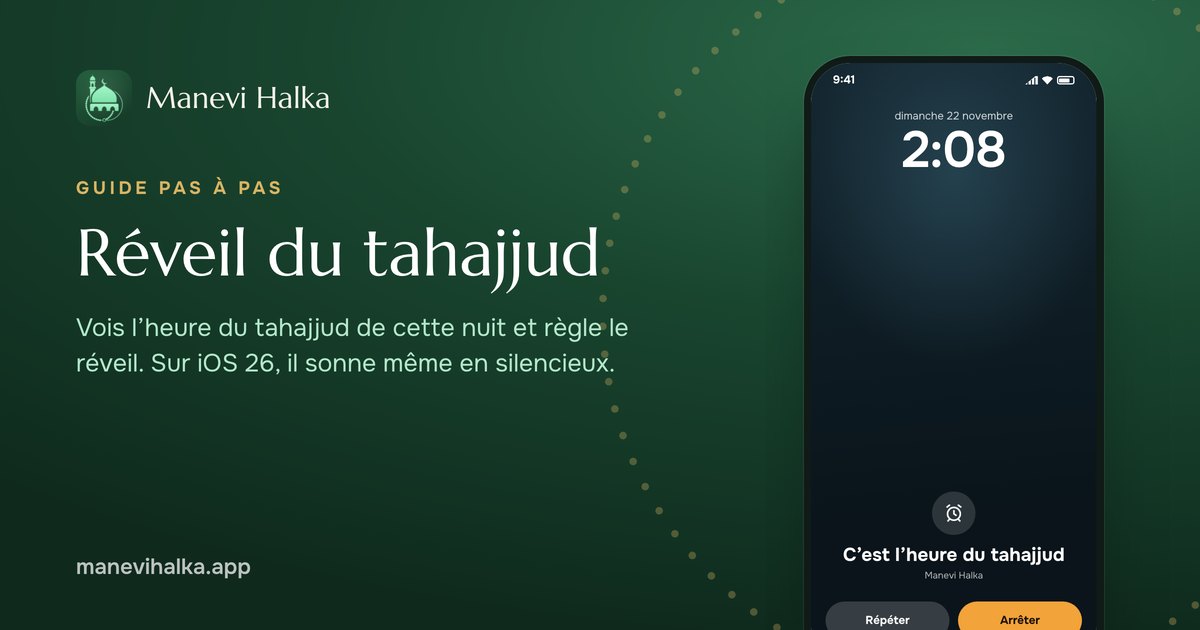 Manevi Halka
GUIDE PAS À PAS
Réveil du tahajjud
Vois l’heure du tahajjud de cette nuit et règle le
réveil. Sur iOS 26, il sonne même en silencieux.
manevihalka.app
9:41
dimanche 22 novembre
2:08
C’est l’heure du tahajjud
Manevi Halka
Répéter
Arrêter